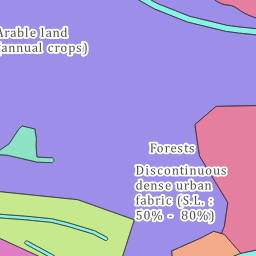 Arable land
(annual crops)
Forests
Discontinuous
dense urban
fabric (S.L. :
50% - 80%)